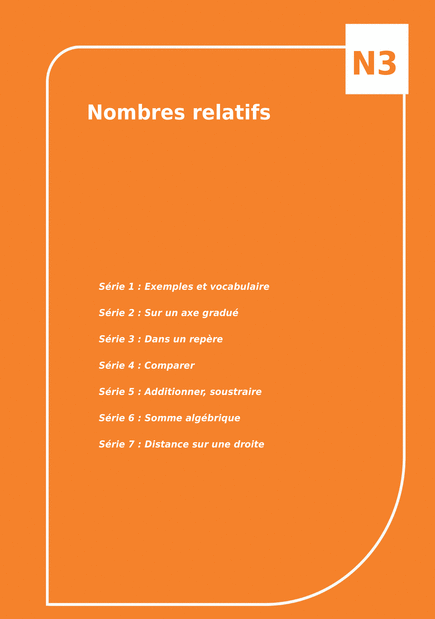 N3
Nombres relatifs
Série 1 : Exemples et vocabulaire
Série 2 : Sur un axe gradué
Série 3 : Dans un repère
Série 4 : Comparer
Série 5 : Additionner, soustraire
Série 6 : Somme algébrique
Série 7 : Distance sur une droite